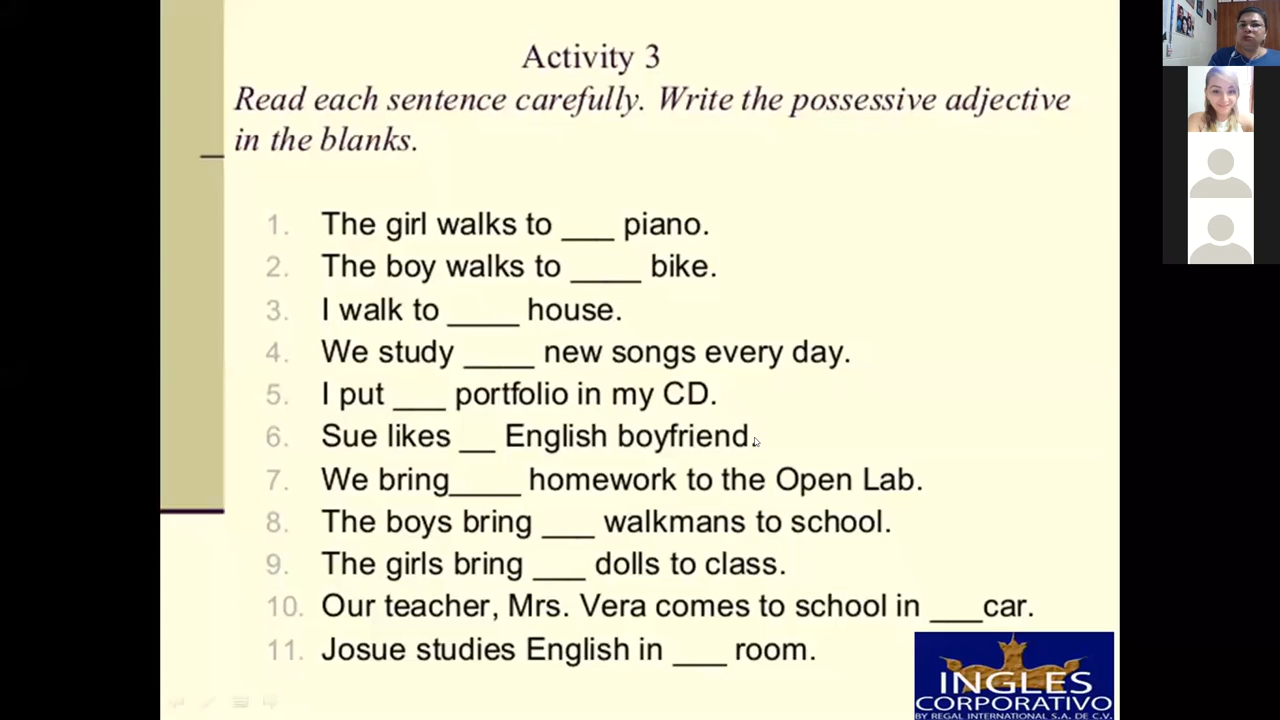 Activity 3
Read each sentence carefully. Write the possessive adjective
in the blanks.
1. The girl walks to ___ piano.
2. The boy walks to ____ bike.
3. I walk to ____ house.
4. We study ____ new songs every day.
5. I put ___ portfolio in my CD.
6. Sue likes __ English boyfriend.
7. We bring____ homework to the Open Lab.
8. The boys bring ___ walkmans to school.
9. The girls bring ___ dolls to class.
10. Our teacher, Mrs. Vera comes to school in ___car.
11. Josue studies English in ___ room.
INGLES
CORPORATIVO
BY REGAL INTERNATIONAL S.A. DE C.V.